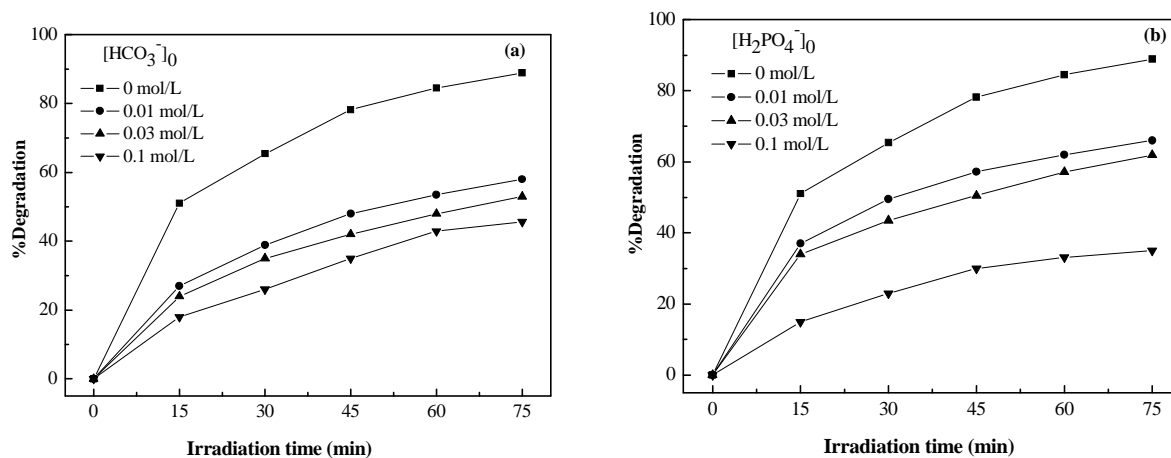 (a)
[HCO₃⁻]₀
0 mol/L
0.01 mol/L
0.03 mol/L
0.1 mol/L
100
80
60
40
20
0
%Degradation
0 15 30 45 60 75
Irradiation time (min)
(b)
[H₂PO₄⁻]₀
0 mol/L
0.01 mol/L
0.03 mol/L
0.1 mol/L
100
80
60
40
20
0
%Degradation
0 15 30 45 60 75
Irradiation time (min)